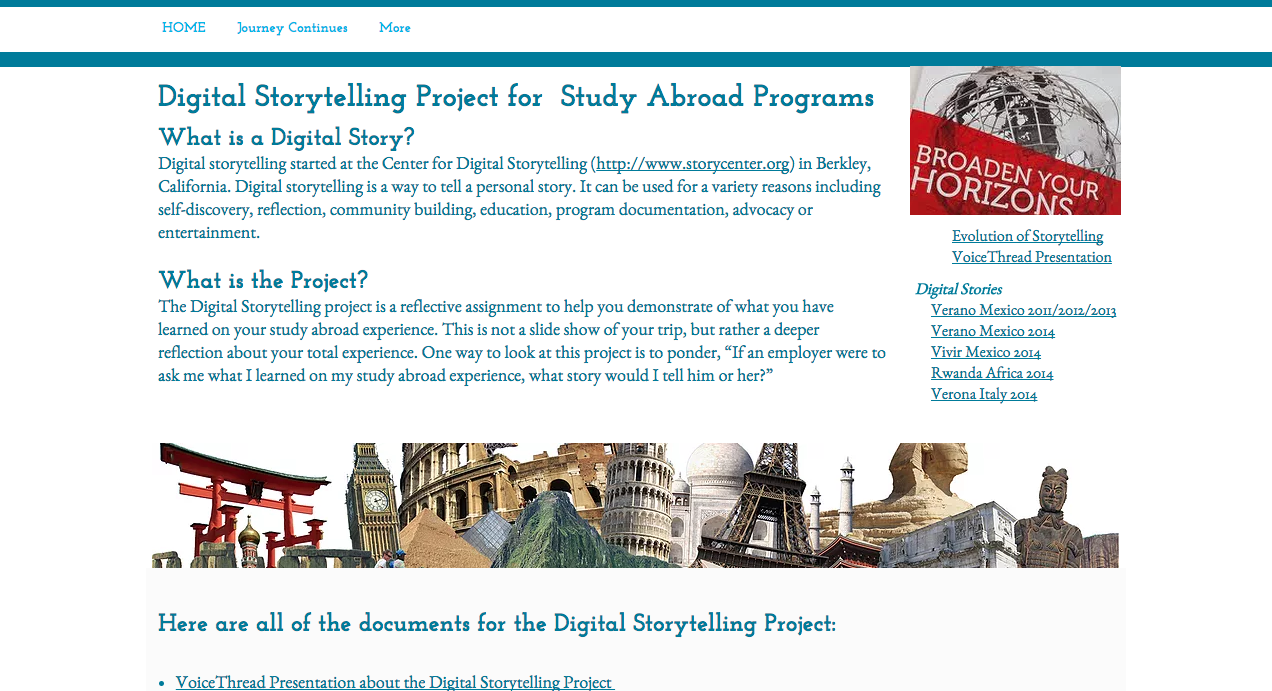 HOME Journey Continues More
Digital Storytelling Project for Study Abroad Programs
What is a Digital Story?
Digital storytelling started at the Center for Digital Storytelling (http://www.storycenter.org) in Berkley,
California. Digital storytelling is a way to tell a personal story. It can be used for a variety reasons including
self-discovery, reflection, community building, education, program documentation, advocacy or
entertainment.
What is the Project?
The Digital Storytelling project is a reflective assignment to help you demonstrate of what you have
learned on your study abroad experience. This is not a slide show of your trip, but rather a deeper
reflection about your total experience. One way to look at this project is to ponder, “If an employer were to
ask me what I learned on my study abroad experience, what story would I tell him or her?”
BROADEN YOUR
HORIZONS
Evolution of Storytelling
VoiceThread Presentation
Digital Stories
Verano Mexico 2011/2012/2013
Verano Mexico 2014
Vivir Mexico 2014
Rwanda Africa 2014
Verona Italy 2014
Here are all of the documents for the Digital Storytelling Project:
• VoiceThread Presentation about the Digital Storytelling Project